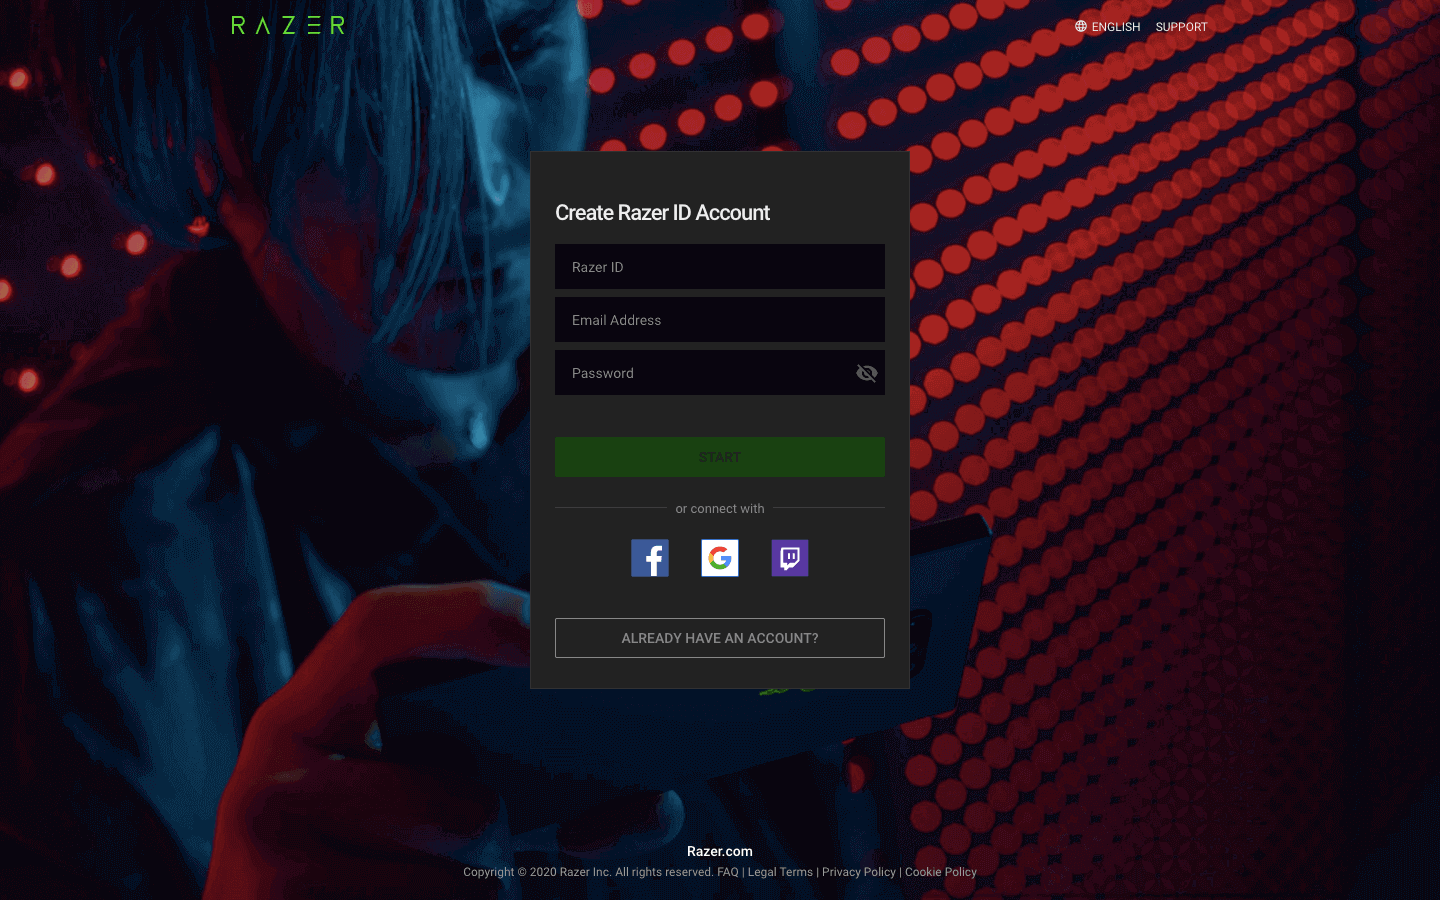 RAZER
ENGLISH SUPPORT
Create Razer ID Account
Razer ID
Email Address
Password
START
or connect with
ALREADY HAVE AN ACCOUNT?
Razer.com
Copyright © 2020 Razer Inc. All rights reserved. FAQ | Legal Terms | Privacy Policy | Cookie Policy